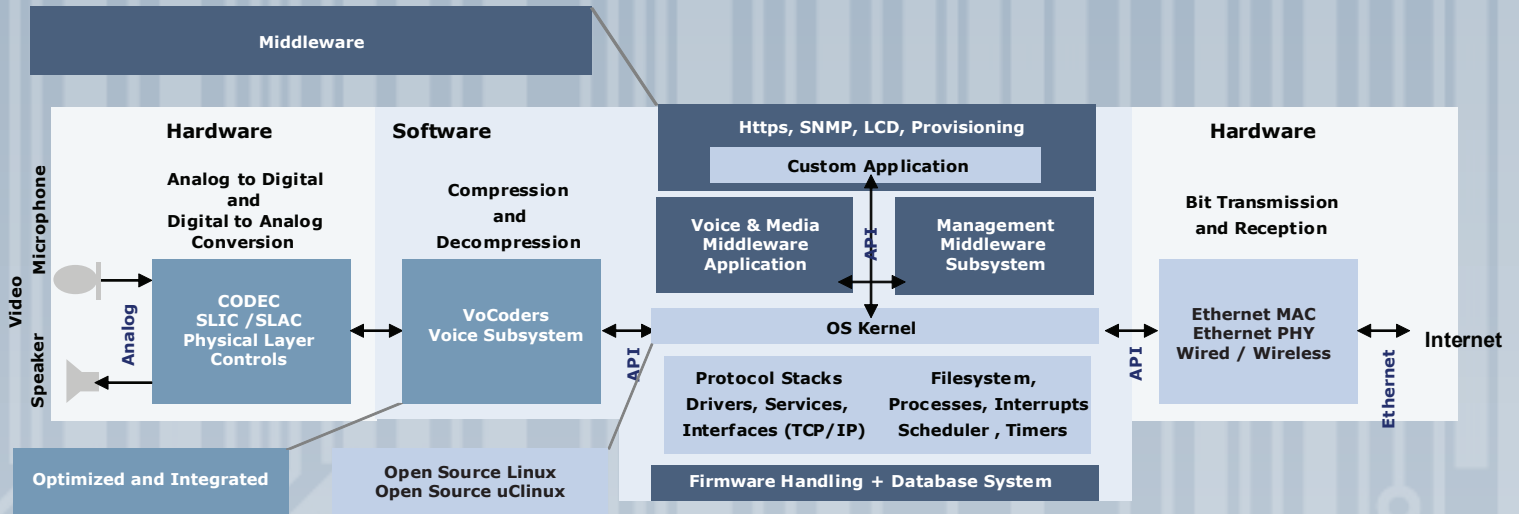 Middleware
Hardware
Software
Https, SNMP, LCD, Provisioning
Custom Application
Hardware
Analog to Digital
and
Digital to Analog
Conversion
Compression
and
Decompression
Voice & Media
Middleware
Application
API
Management
Middleware
Subsystem
Bit Transmission
and Reception
Video
Microphone
Speaker
Analog
CODEC
SLIC /SLAC
Physical Layer
Controls
VoCoders
Voice Subsystem
API
OS Kernel
API
Ethernet MAC
Ethernet PHY
Wired / Wireless
Internet
Ethernet
Protocol Stacks
Drivers, Services,
Interfaces (TCP/IP)
Filesystem,
Processes, Interrupts
Scheduler , Timers
Optimized and Integrated
Open Source Linux
Open Source uClinux
Firmware Handling + Database System